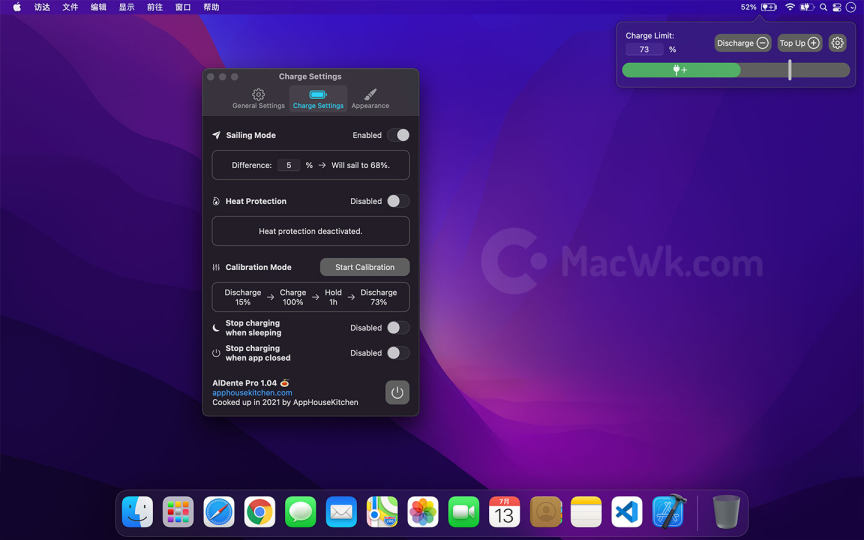 访达 文件 编辑 显示 前往 窗口 帮助
52%
Charge Limit:
73 %
Discharge
Top Up
Charge Settings
General Settings Charge Settings Appearance
Sailing Mode Enabled
Difference: 5 % → Will sail to 68%.
Heat Protection Disabled
Heat protection deactivated.
Calibration Mode Start Calibration
Discharge → Charge → Hold → Discharge
15% 100% 1h 73%
Stop charging
when sleeping Disabled
Stop charging
when app closed Disabled
AlDente Pro 1.04
apphousekitchen.com
Cooked up in 2021 by AppHouseKitchen
MacWk.com
7月
13